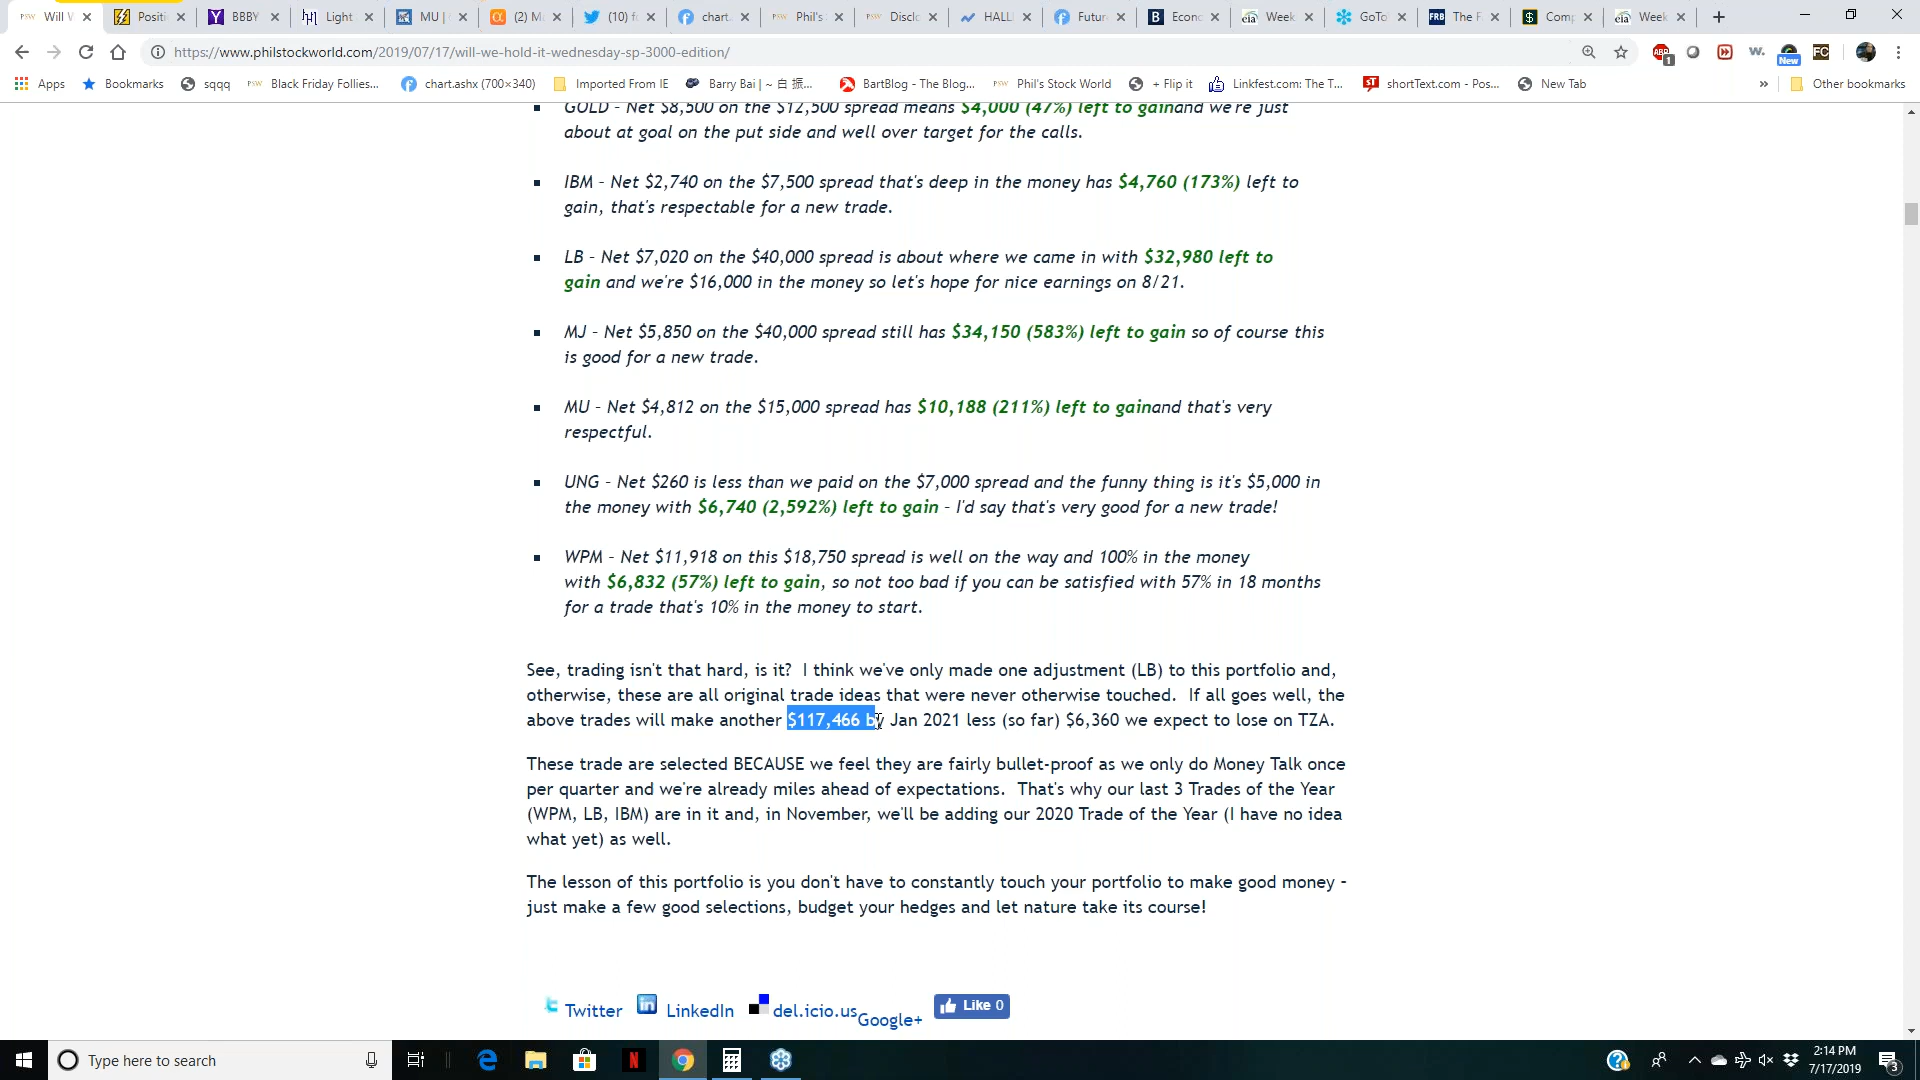 Will V
Positi
BBBY
Light
MU | (
(2) M
(10) f
chart.
Phil's
Discl
HALL
Futur
Econ
Week
GoTo
The F
Comp
Week
https://www.philstockworld.com/2019/07/17/will-we-hold-it-wednesday-sp-3000-edition/
Apps
Bookmarks
sqqq
Black Friday Follies...
chart.ashx (700×340)
Imported From IE
Barry Bai | ~ 白 振...
BartBlog - The Blog...
Phil's Stock World
+ Flip it
Linkfest.com: The T...
shortText.com - Pos...
New Tab
»
Other bookmarks
GOLD - Net $8,500 on the $12,500 spread means $4,000 (47%) left to gainand we're just
about at goal on the put side and well over target for the calls.
IBM - Net $2,740 on the $7,500 spread that's deep in the money has $4,760 (173%) left to
gain, that's respectable for a new trade.
LB - Net $7,020 on the $40,000 spread is about where we came in with $32,980 left to
gain and we're $16,000 in the money so let's hope for nice earnings on 8/21.
MJ - Net $5,850 on the $40,000 spread still has $34,150 (583%) left to gain so of course this
is good for a new trade.
MU - Net $4,812 on the $15,000 spread has $10,188 (211%) left to gainand that's very
respectful.
UNG - Net $260 is less than we paid on the $7,000 spread and the funny thing is it's $5,000 in
the money with $6,740 (2,592%) left to gain - I'd say that's very good for a new trade!
WPM - Net $11,918 on this $18,750 spread is well on the way and 100% in the money
with $6,832 (57%) left to gain, so not too bad if you can be satisfied with 57% in 18 months
for a trade that's 10% in the money to start.
See, trading isn't that hard, is it? I think we've only made one adjustment (LB) to this portfolio and,
otherwise, these are all original trade ideas that were never otherwise touched. If all goes well, the
above trades will make another $117,466 by Jan 2021 less (so far) $6,360 we expect to lose on TZA.
These trade are selected BECAUSE we feel they are fairly bullet-proof as we only do Money Talk once
per quarter and we're already miles ahead of expectations. That's why our last 3 Trades of the Year
(WPM, LB, IBM) are in it and, in November, we'll be adding our 2020 Trade of the Year (I have no idea
what yet) as well.
The lesson of this portfolio is you don't have to constantly touch your portfolio to make good money -
just make a few good selections, budget your hedges and let nature take its course!
Twitter
LinkedIn
del.icio.us
Google+
Like 0
Type here to search
2:14 PM
7/17/2019
3